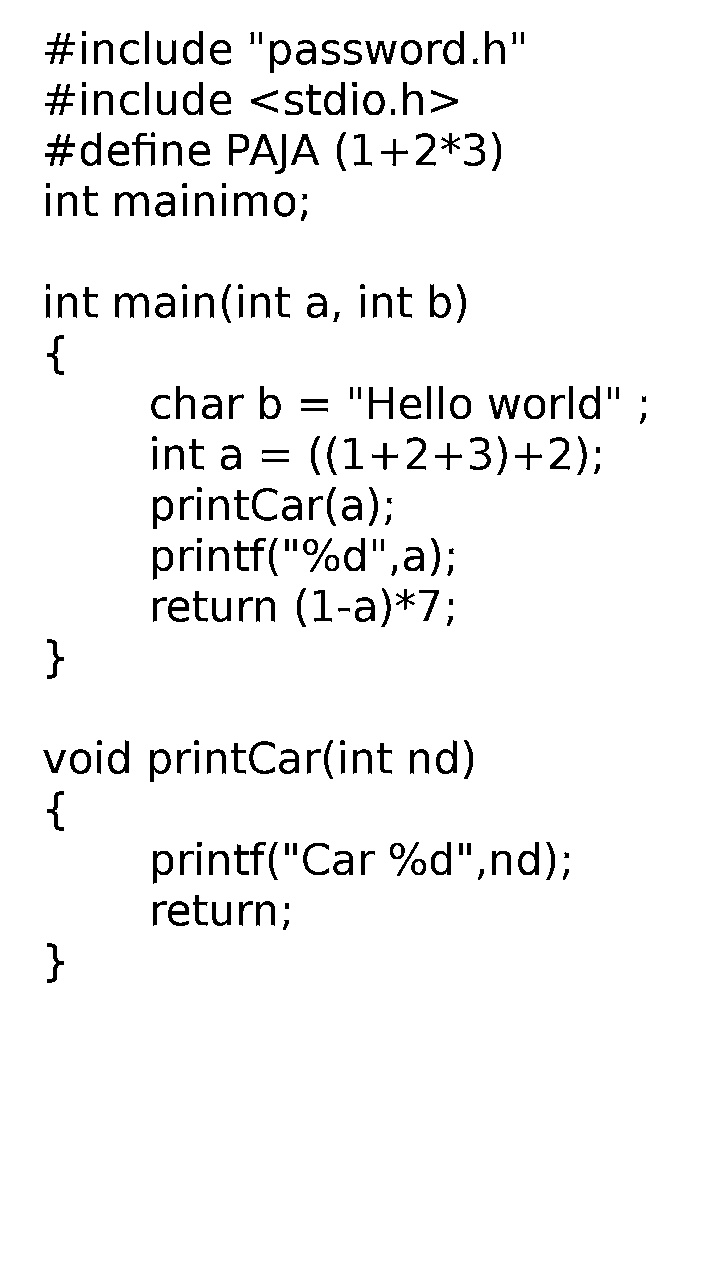 #include "password.h"
#include <stdio.h>
#define PAJA (1+2*3)
int mainimo;

int main(int a, int b)
{
	char b = "Hello world" ;
	int a = ((1+2+3)+2);
	printCar(a);
	printf("%d",a);
	return (1-a)*7;
}

void printCar(int nd)
{
	printf("Car %d",nd);
	return;
}